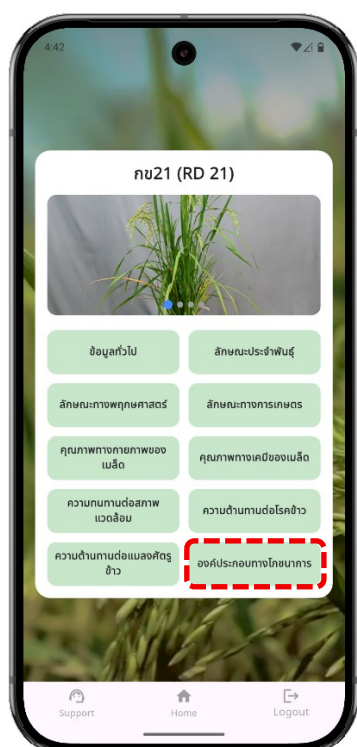 4:42
กข21 (RD 21)
ข้อมูลทั่วไป
ลักษณะประจำพันธุ์
ลักษณะทางพฤกษศาสตร์
ลักษณะทางการเกษตร
คุณภาพทางกายภาพของ
เมล็ด
คุณภาพทางเคมีของเมล็ด
ความทนทานต่อสภาพ
แวดล้อม
ความต้านทานต่อโรคข้าว
ความต้านทานต่อแมลงศัตรู
ข้าว
องค์ประกอบทางโภชนาการ
Support
Home
Logout